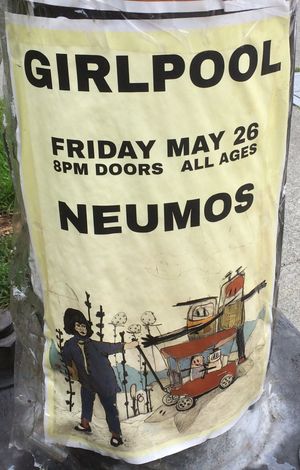 GIRLPOOL
FRIDAY MAY 26
8PM DOORS ALL AGES
NEUMOS